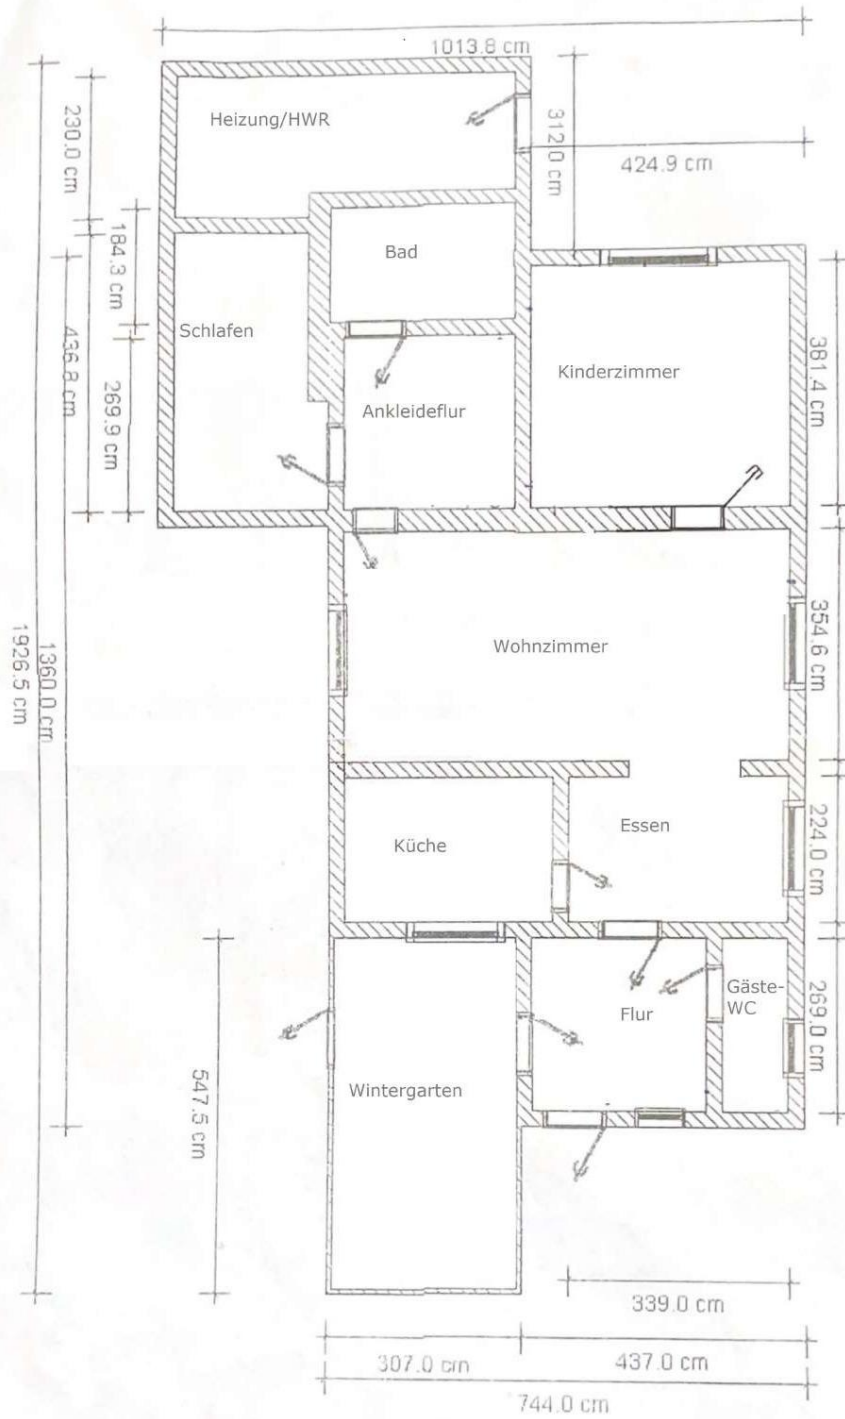 1013.8 cm
Heizung/HWR
230.0 cm
312.0 cm
424.9 cm
184.3 cm
Bad
Schlafen
436.8 cm
Kinderzimmer
381.4 cm
269.9 cm
Ankleideflur
Wohnzimmer
354.6 cm
1360.0 cm
1926.5 cm
Küche
Essen
224.0 cm
Flur
Gäste-
WC
269.0 cm
547.5 cm
Wintergarten
339.0 cm
307.0 cm
437.0 cm
744.0 cm